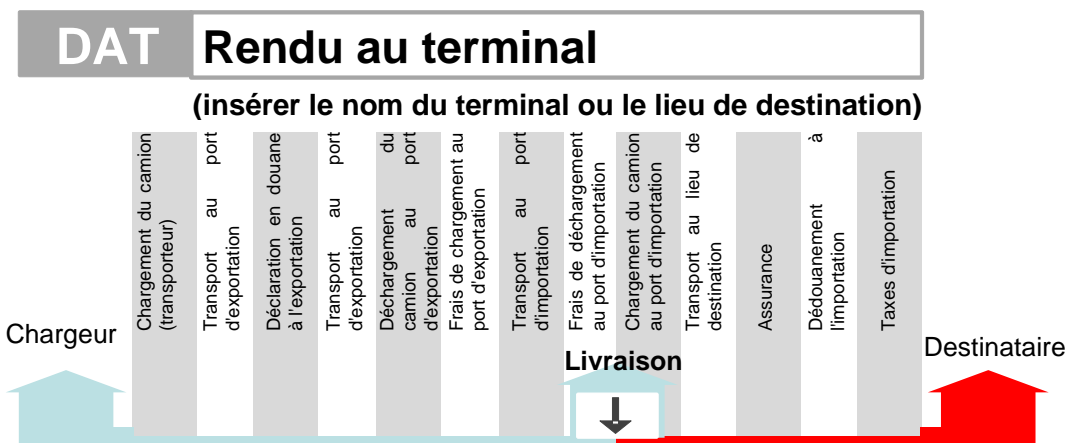 DAT
Rendu au terminal
(insérer le nom du terminal ou le lieu de destination)
Chargement du camion
(transporteur)
Transport au port
d'exportation
Déclaration en douane
à l'exportation
Transport au port
d'exportation
Déchargement du
camion au port
d'exportation
Frais de chargement au
port d'exportation
Transport au port
d'importation
Frais de déchargement
au port d'importation
Chargement du camion
au port d'importation
Transport au lieu de
destination
Assurance
Dédouanement à
l'importation
Taxes d'importation
Chargeur
Livraison
Destinataire